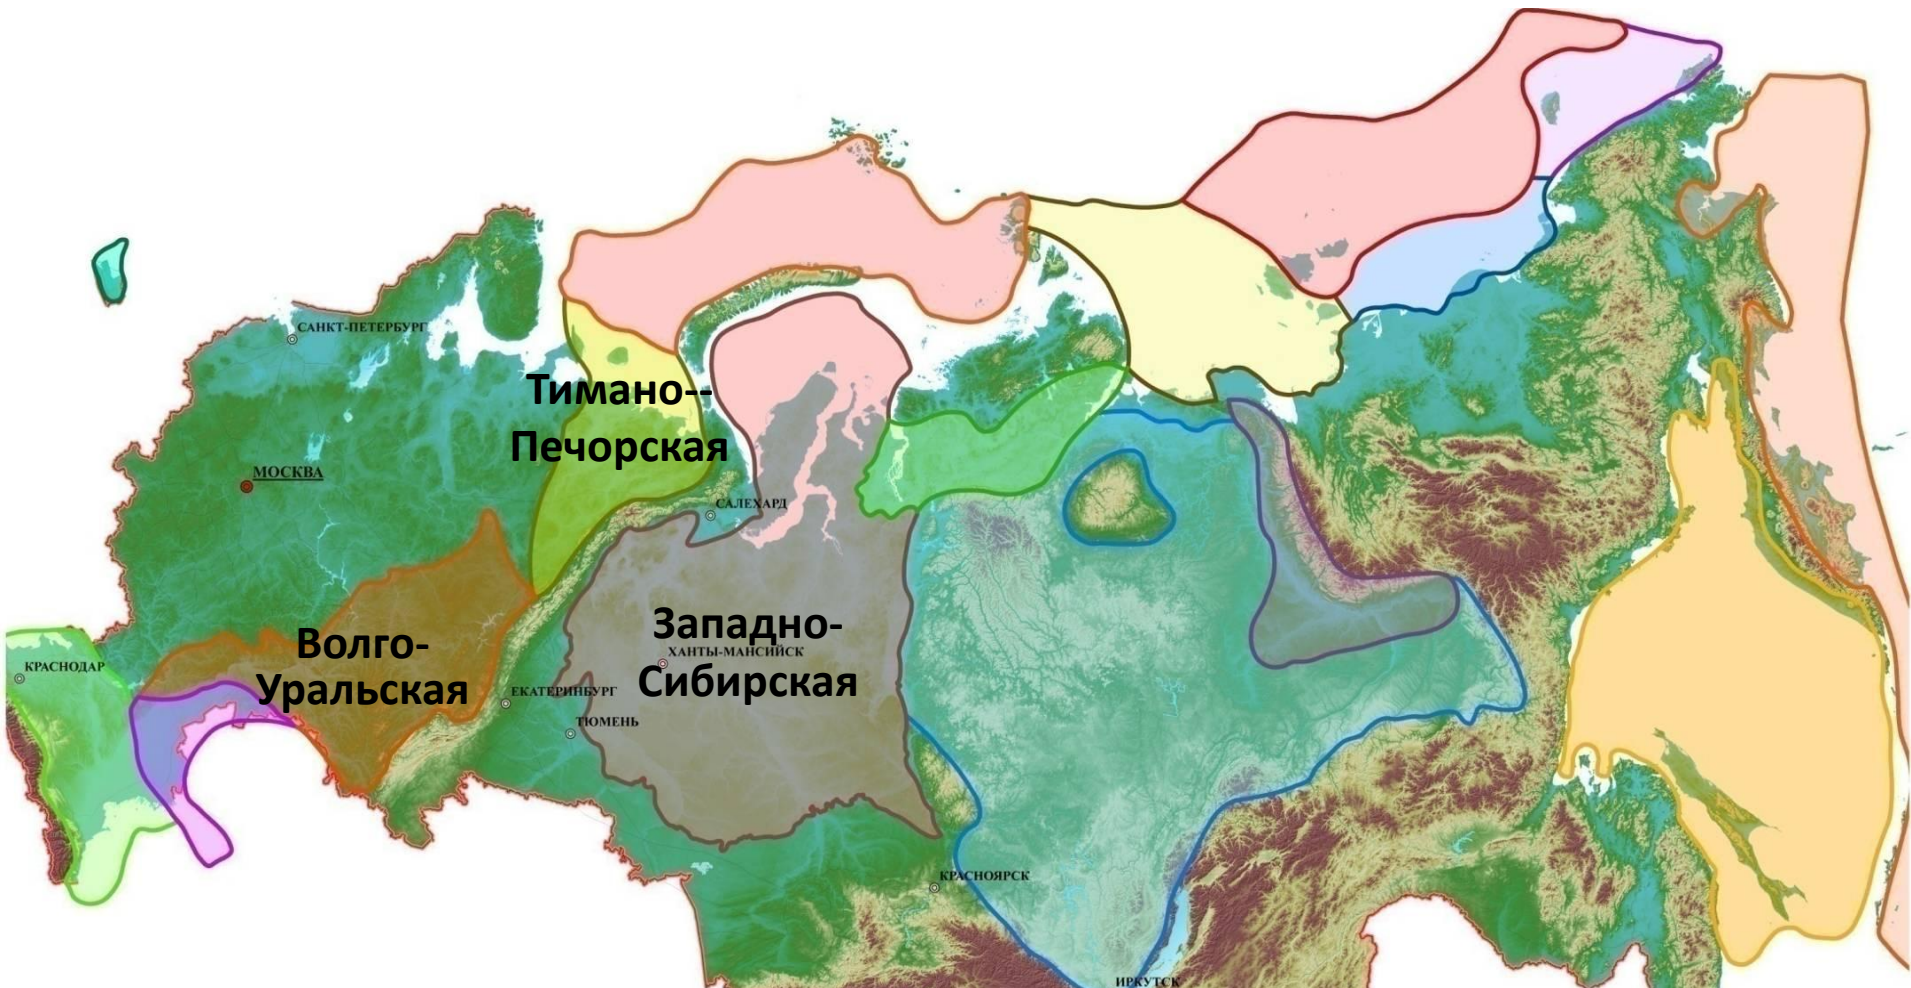 САНКТ-ПЕТЕРБУРГ
Тимано--
Печорская
МОСКВА
САЛЕХАРД
Волго-
Уральская
Западно-
ХАНТЫ-МАНСИЙСК
Сибирская
КРАСНОДАР
ЕКАТЕРИНБУРГ
ТЮМЕНЬ
КРАСНОЯРСК
ИРКУТСК